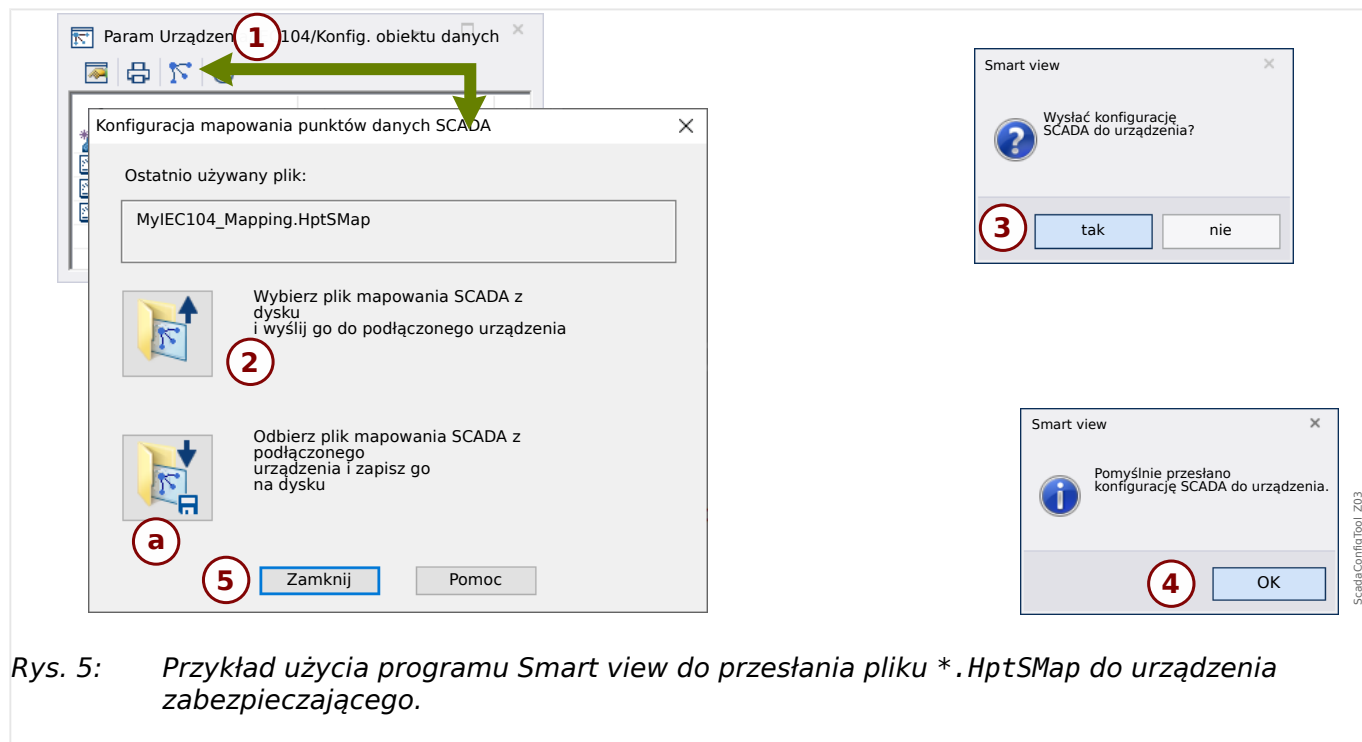 Param Urządzen 1 104/Konfig. obiektu danych
Konfiguracja mapowania punktów danych SCADA
Ostatnio używany plik:
MyIEC104_Mapping.HptSMap
Wybierz plik mapowania SCADA z
dysku
i wyślij go do podłączonego urządzenia
2
Odbierz plik mapowania SCADA z
podłączonego
urządzenia i zapisz go
na dysku
a
5 Zamknij Pomoc
Smart view
Wysłać konfigurację
SCADA do urządzenia?
3 tak nie
Smart view
Pomyślnie przesłano
konfigurację SCADA do urządzenia.
4 OK
ScadaConfigTool_Z03
Rys. 5: Przykład użycia programu Smart view do przesłania pliku *.HptSMap do urządzenia
zabezpieczającego.